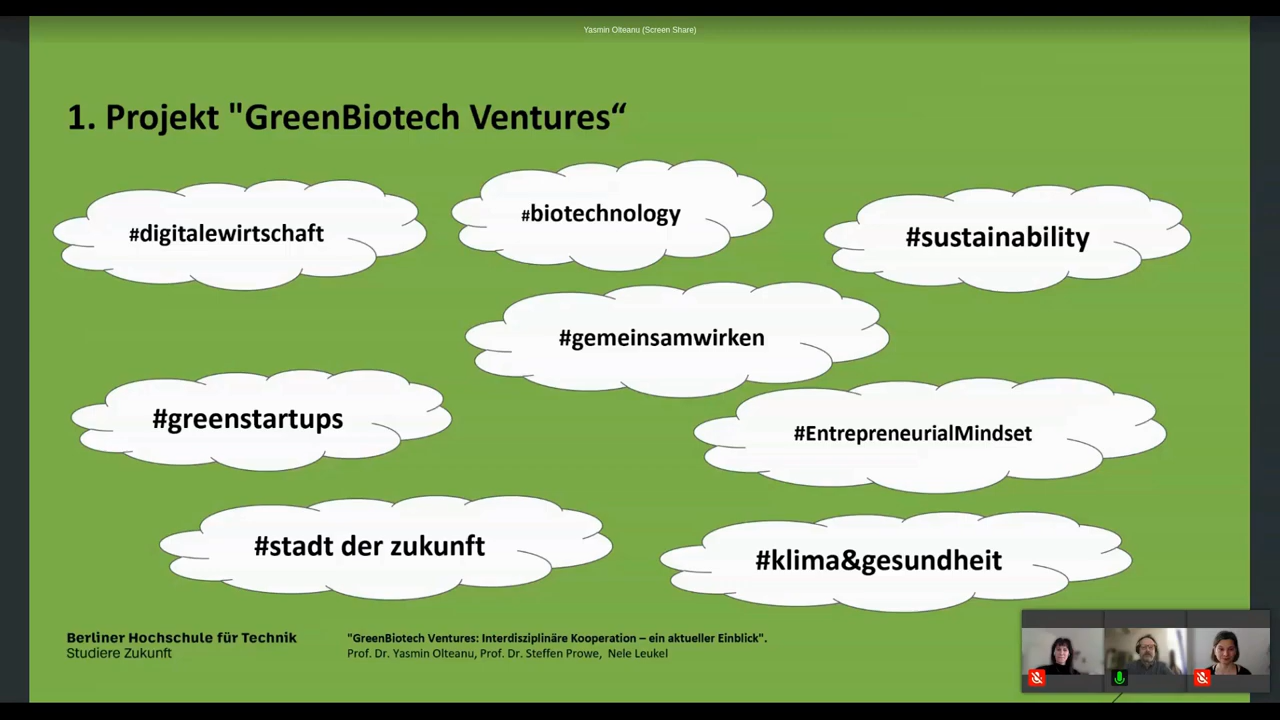 Yasmin Olteanu (Screen Share)
1. Projekt "GreenBiotech Ventures“
#digitalewirtschaft
#biotechnology
#sustainability
#gemeinsamwirken
#greenstartups
#EntrepreneurialMindset
#stadt der zukunft
#klima&gesundheit
Berliner Hochschule für Technik
Studiere Zukunft
"GreenBiotech Ventures: Interdisziplinäre Kooperation – ein aktueller Einblick".
Prof. Dr. Yasmin Olteanu, Prof. Dr. Steffen Prowe, Nele Leukel